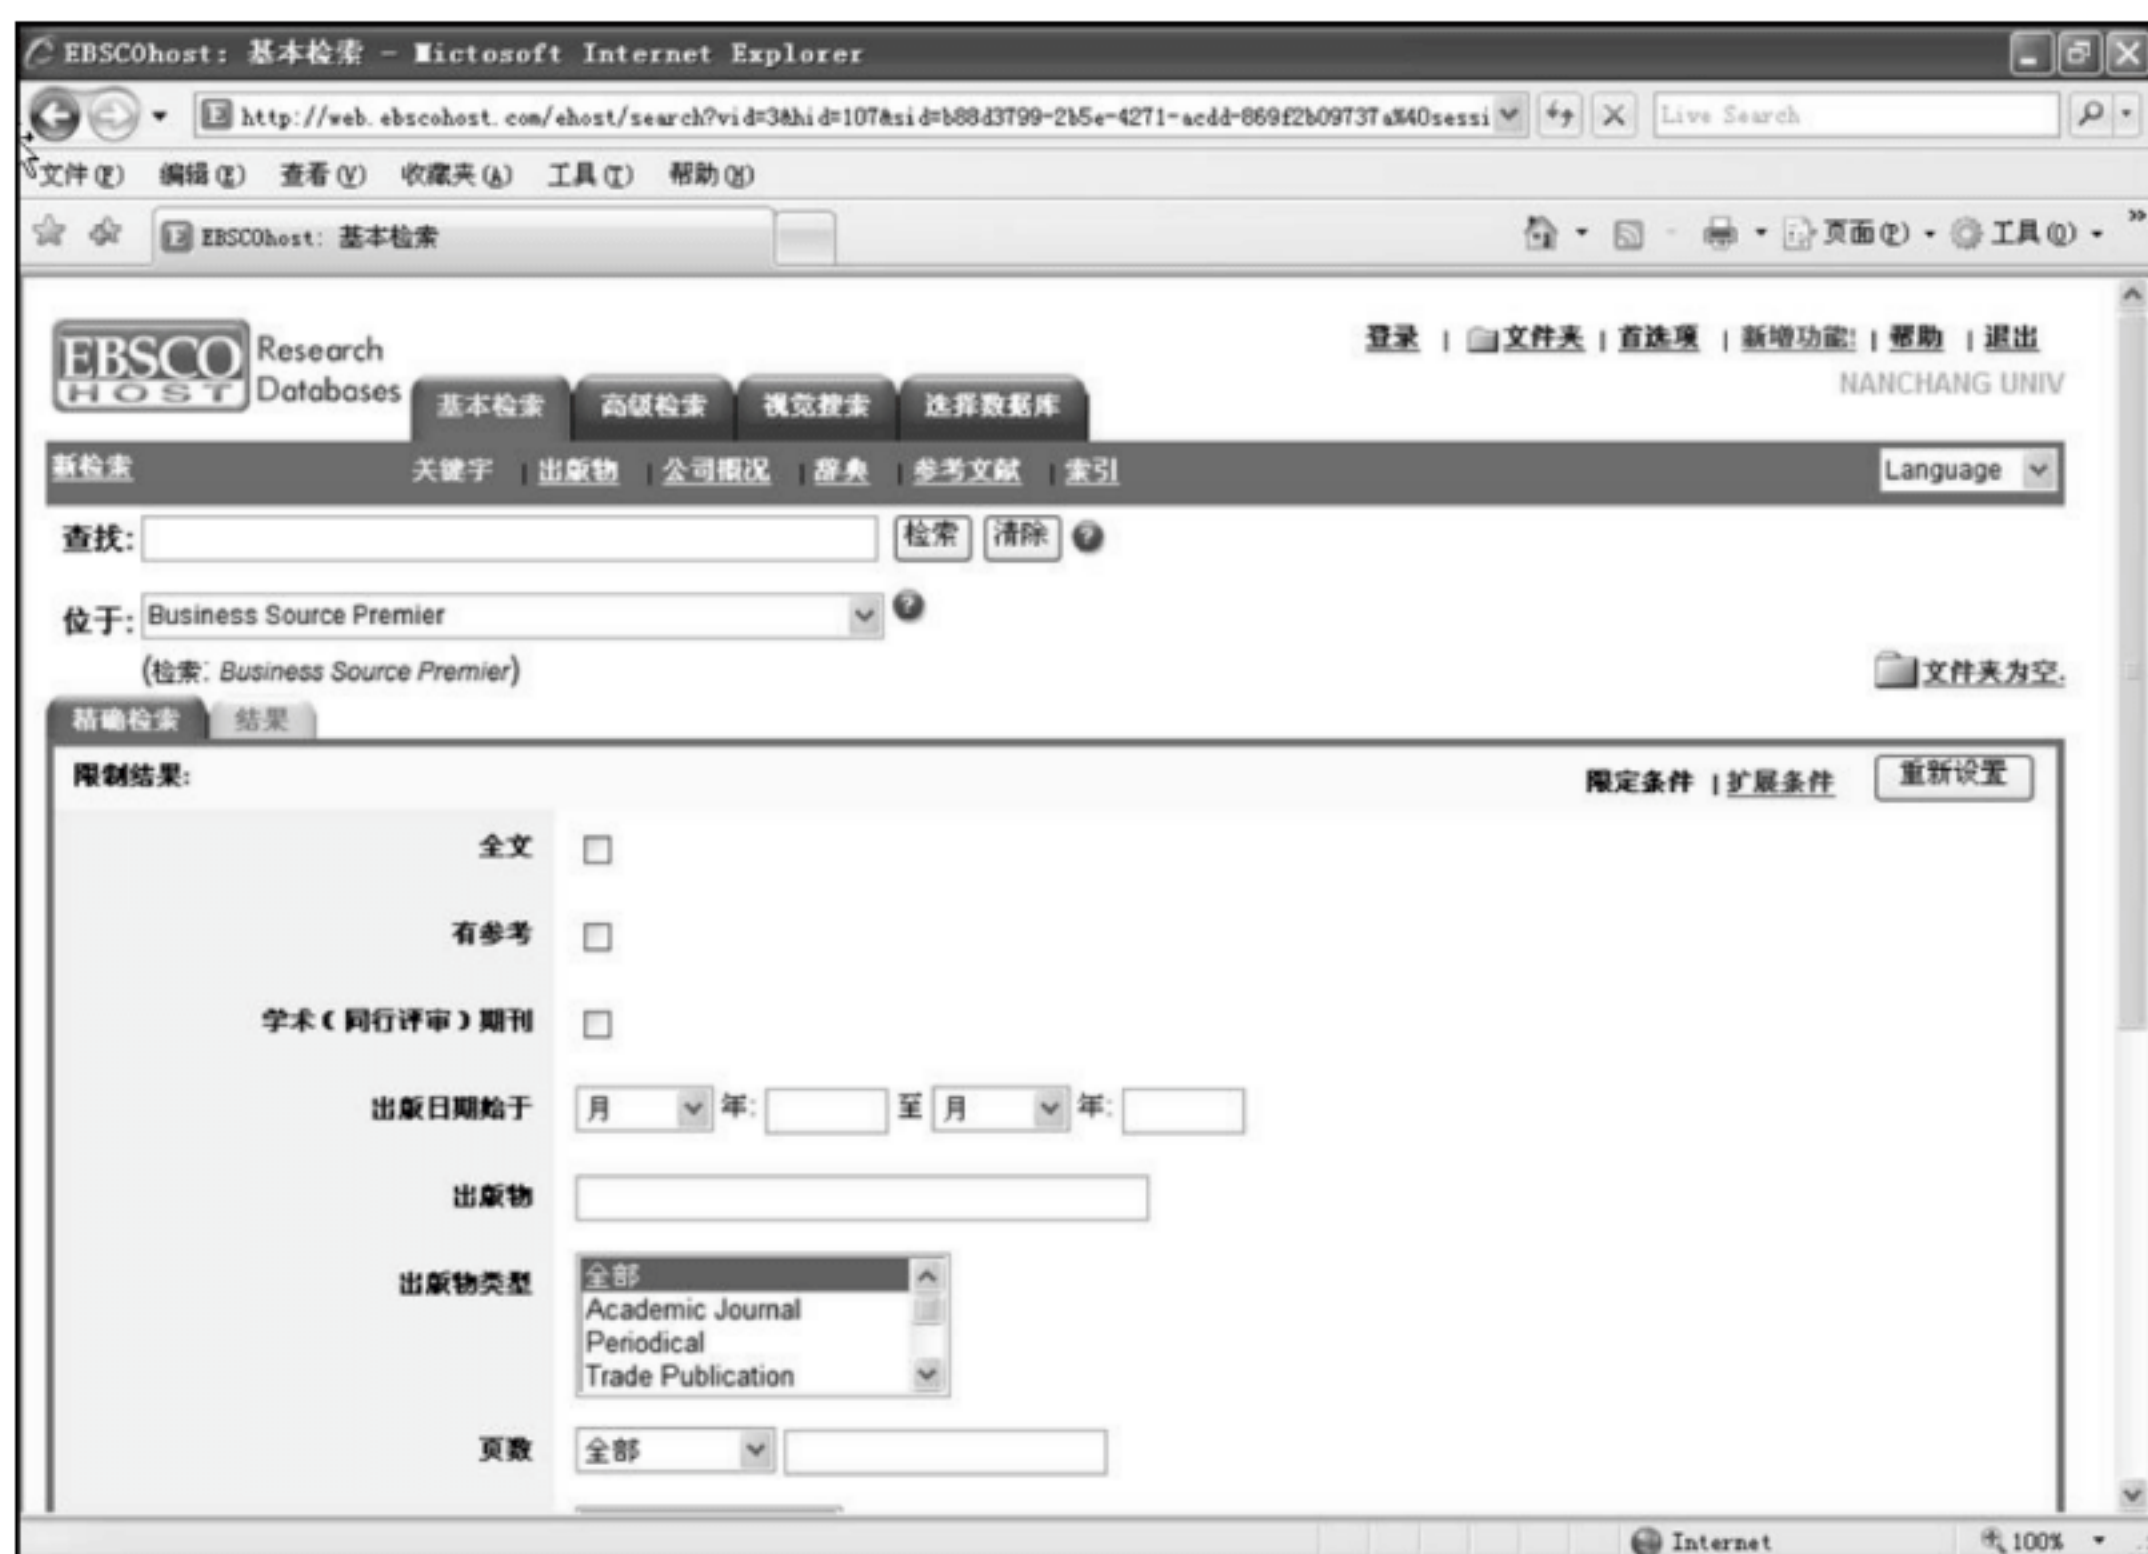 EBSCOhost: 基本检索 - Mictosoft Internet Explorer
http://web.ebscohost.com/ehost/search?vid=3&hid=107&sid=b88d3799-2b5e-4271-acdd-869f2b09737a%40sessi Live Search
文件(F) 编辑(E) 查看(V) 收藏夹(A) 工具(T) 帮助(H)
EBSCOhost: 基本检索 页面(P) 工具(O)
登录 | 文件夹 | 首选项 | 新增功能! | 帮助 | 退出
EBSCO HOST Research Databases
NANCHANG UNIV
基本检索 高级检索 视觉搜索 选择数据库
新检索 关键字 | 出版物 | 公司概况 | 辞典 | 参考文献 | 索引 Language
查找: 检索 清除
位于: Business Source Premier
(检索: Business Source Premier) 文件夹为空.
精确检索 结果
限制结果: 限定条件 | 扩展条件 重新设置
全文
有参考
学术(同行评审)期刊
出版日期始于 月 年: 至 月 年:
出版物
出版物类型 全部
Academic Journal
Periodical
Trade Publication
页数 全部
Internet 100%